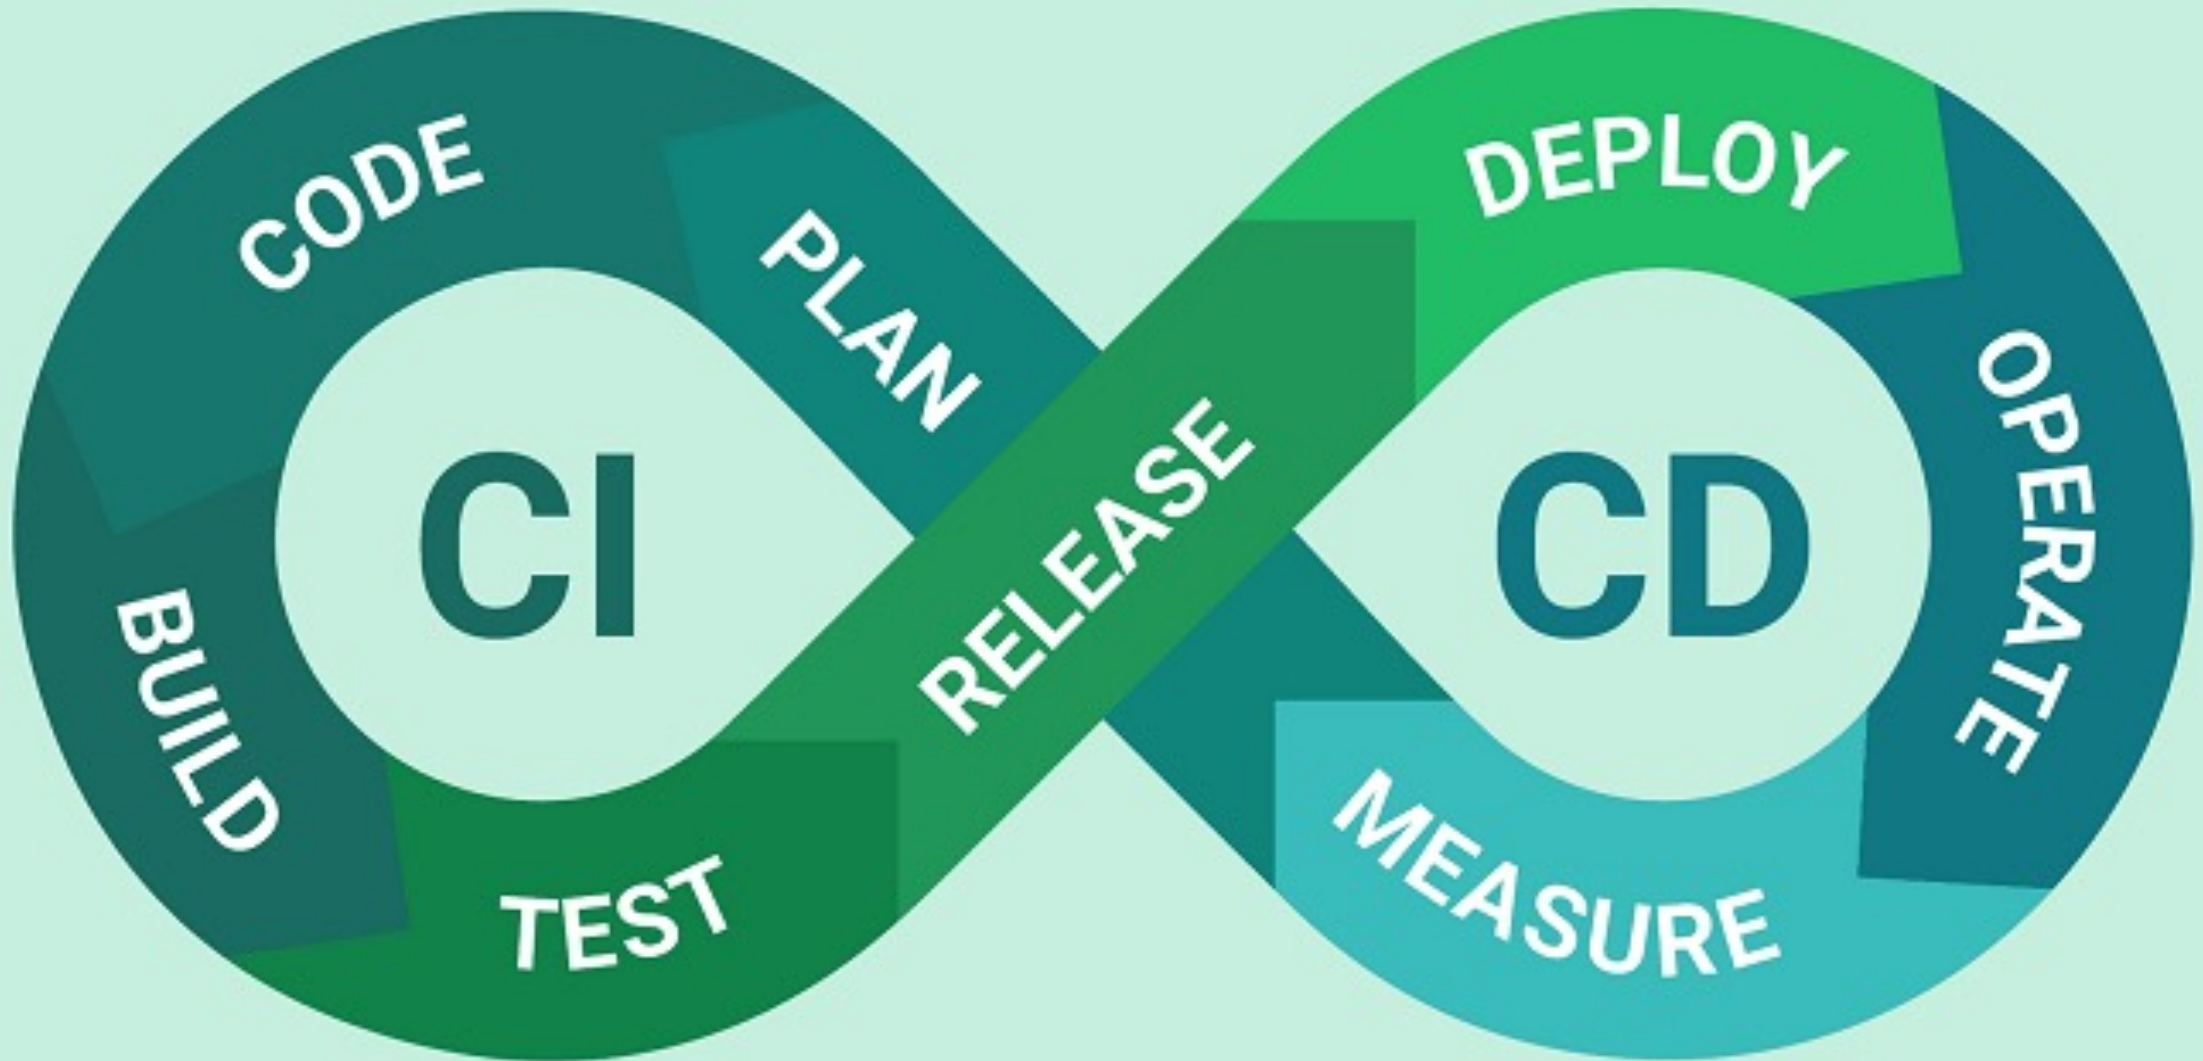 CODE
PLAN
DEPLOY
OPERATE
CI
CD
BUILD
RELEASE
TEST
MEASURE